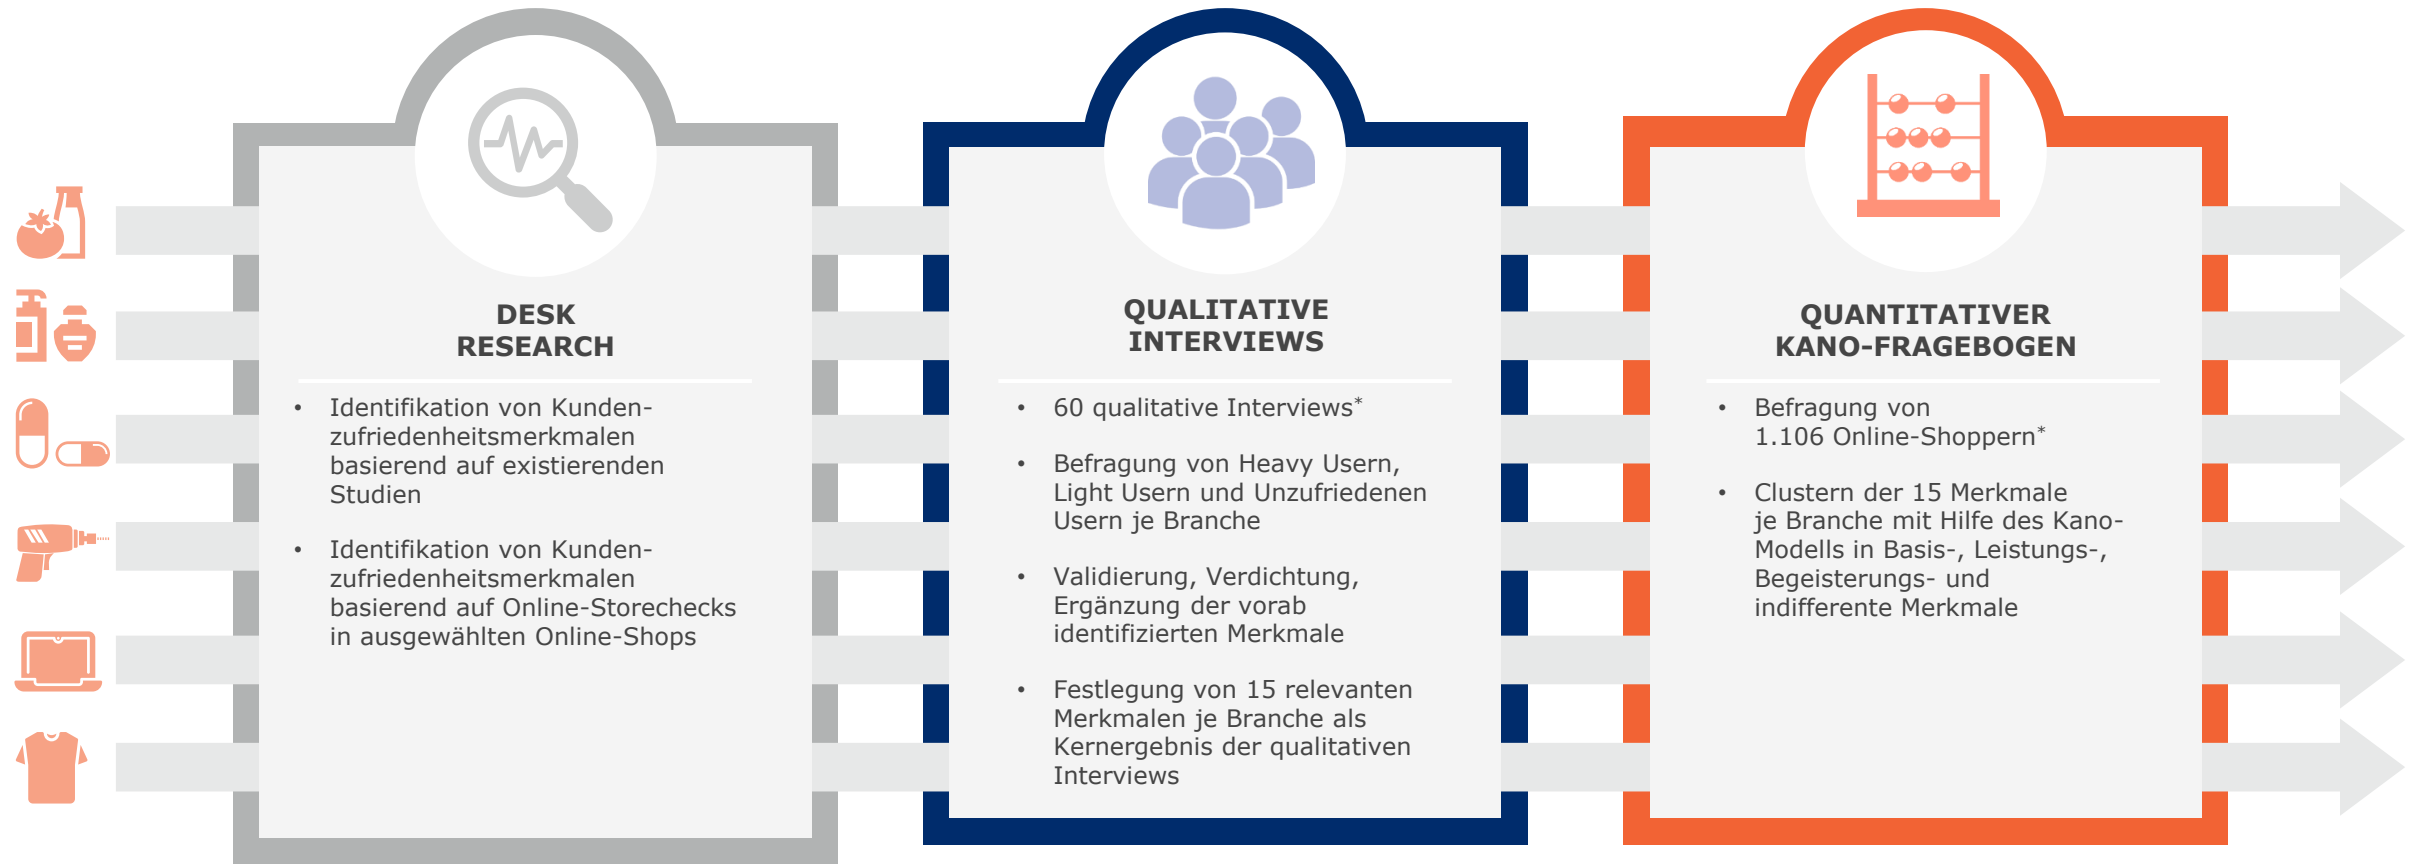 DESK
RESEARCH
• Identifikation von Kunden-
zufriedenheitsmerkmalen
basierend auf existierenden
Studien
• Identifikation von Kunden-
zufriedenheitsmerkmalen
basierend auf Online-Storechecks
in ausgewählten Online-Shops
QUALITATIVE
INTERVIEWS
• 60 qualitative Interviews*
• Befragung von Heavy Usern,
Light Usern und Unzufriedenen
Usern je Branche
• Validierung, Verdichtung,
Ergänzung der vorab
identifizierten Merkmale
• Festlegung von 15 relevanten
Merkmalen je Branche als
Kernergebnis der qualitativen
Interviews
QUANTITATIVER
KANO-FRAGEBOGEN
• Befragung von
1.106 Online-Shoppern*
• Clustern der 15 Merkmale
je Branche mit Hilfe des Kano-
Modells in Basis-, Leistungs-,
Begeisterungs- und
indifferente Merkmale